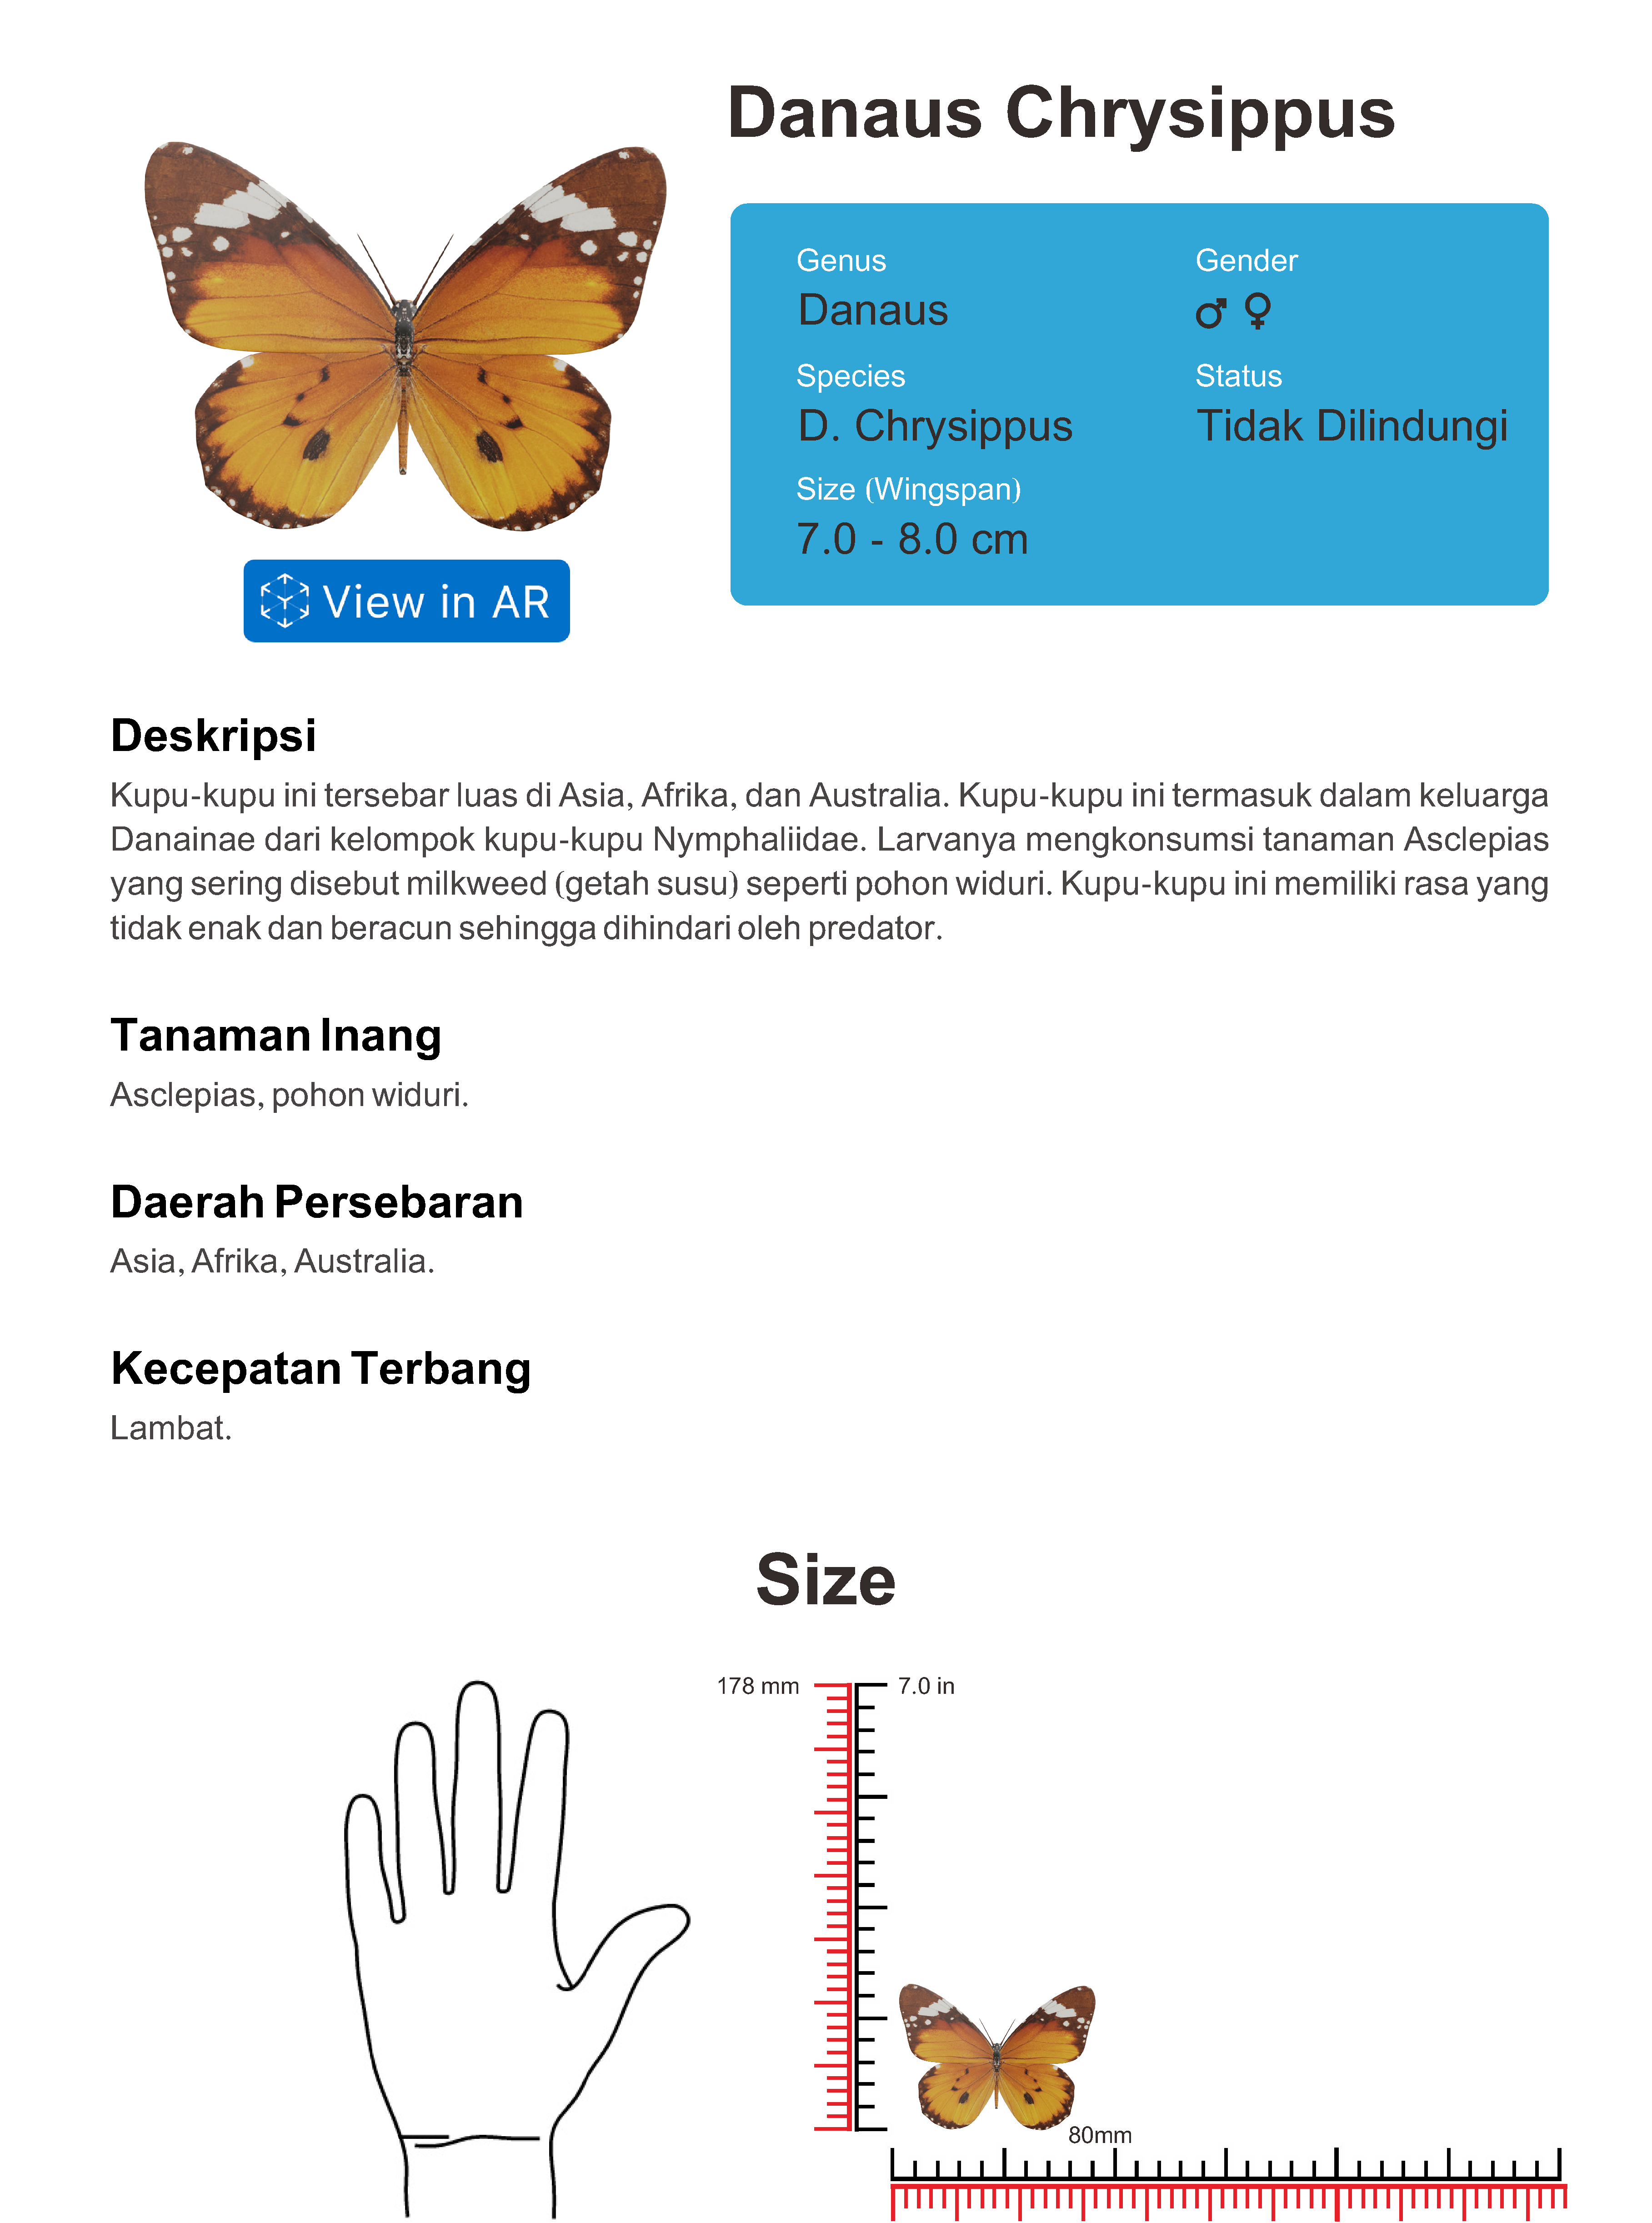 Danaus Chrysippus
Genus
Danaus
Gender
♂ ♀
Species
D. Chrysippus
Status
Tidak Dilindungi
Size (Wingspan)
7.0 - 8.0 cm
View in AR
Deskripsi
Kupu-kupu ini tersebar luas di Asia, Afrika, dan Australia. Kupu-kupu ini termasuk dalam keluarga
Danainae dari kelompok kupu-kupu Nymphaliidae. Larvanya mengkonsumsi tanaman Asclepias
yang sering disebut milkweed (getah susu) seperti pohon widuri. Kupu-kupu ini memiliki rasa yang
tidak enak dan beracun sehingga dihindari oleh predator.
Tanaman Inang
Asclepias, pohon widuri.
Daerah Persebaran
Asia, Afrika, Australia.
Kecepatan Terbang
Lambat.
Size
178 mm
7.0 in
80mm